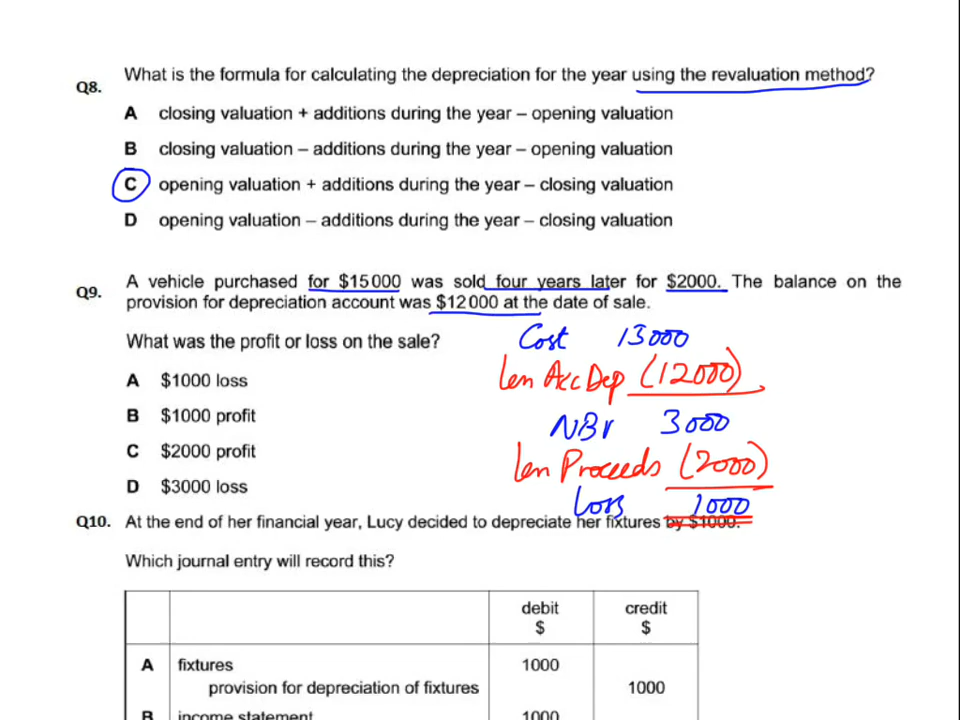 Q8. What is the formula for calculating the depreciation for the year using the revaluation method?
A closing valuation + additions during the year – opening valuation
B closing valuation – additions during the year – opening valuation
C opening valuation + additions during the year – closing valuation
D opening valuation – additions during the year – closing valuation
Q9. A vehicle purchased for $15 000 was sold four years later for $2000. The balance on the
provision for depreciation account was $12 000 at the date of sale.
What was the profit or loss on the sale?
A $1000 loss
B $1000 profit
C $2000 profit
D $3000 loss
Cost 15000
Less Acc Dep (12000)
NBV 3000
Less Proceeds (2000)
Loss 1000
Q10. At the end of her financial year, Lucy decided to depreciate her fixtures by $1000.
Which journal entry will record this?
debit credit
$ $
A fixtures 1000
provision for depreciation of fixtures 1000
B income statement 1000